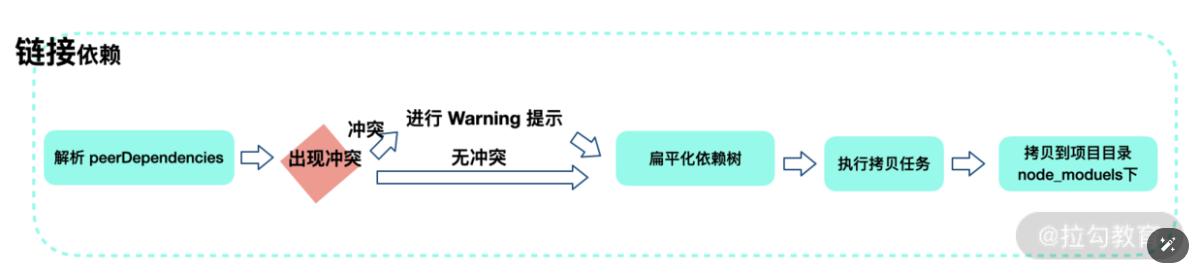 链接依赖
解析 peerDependencies
出现冲突
冲突
进行 Warning 提示
无冲突
扁平化依赖树
执行拷贝任务
拷贝到项目目录
node_moduels下
@拉勾教育